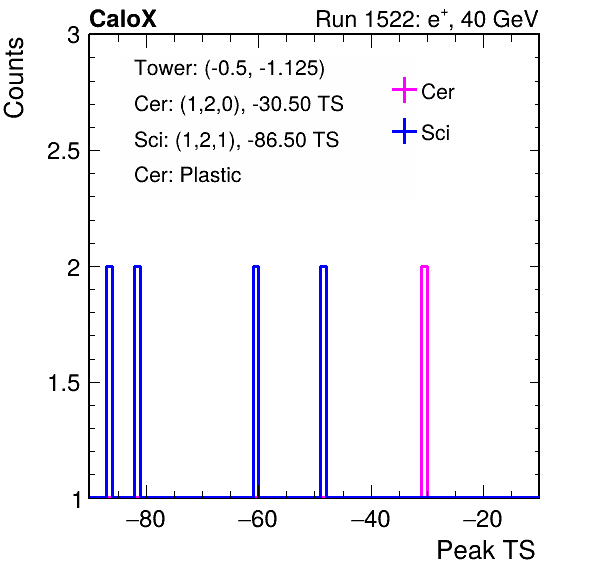 CaloX Run 1522: e⁺, 40 GeV
Counts
3
2.5
2
1.5
1
Tower: (-0.5, -1.125)
Cer: (1,2,0), -30.50 TS
Sci: (1,2,1), -86.50 TS
Cer: Plastic
Cer
Sci
−80 −60 −40 −20
Peak TS